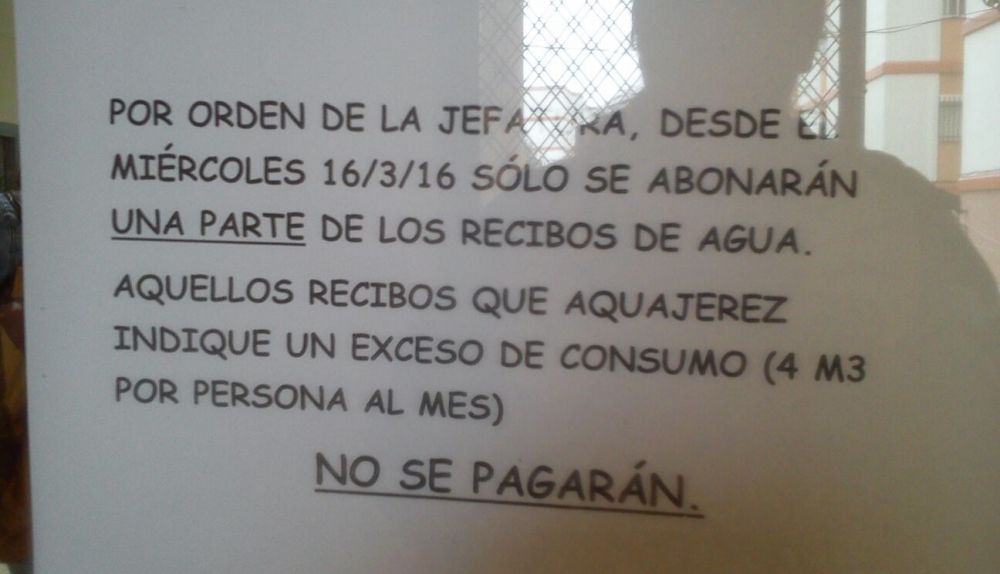 POR ORDEN DE LA JEFATURA, DESDE EL
MIÉRCOLES 16/3/16 SÓLO SE ABONARÁN
UNA PARTE DE LOS RECIBOS DE AGUA.
AQUELLOS RECIBOS QUE AQUAJEREZ
INDIQUE UN EXCESO DE CONSUMO (4 M3
POR PERSONA AL MES)
NO SE PAGARÁN.